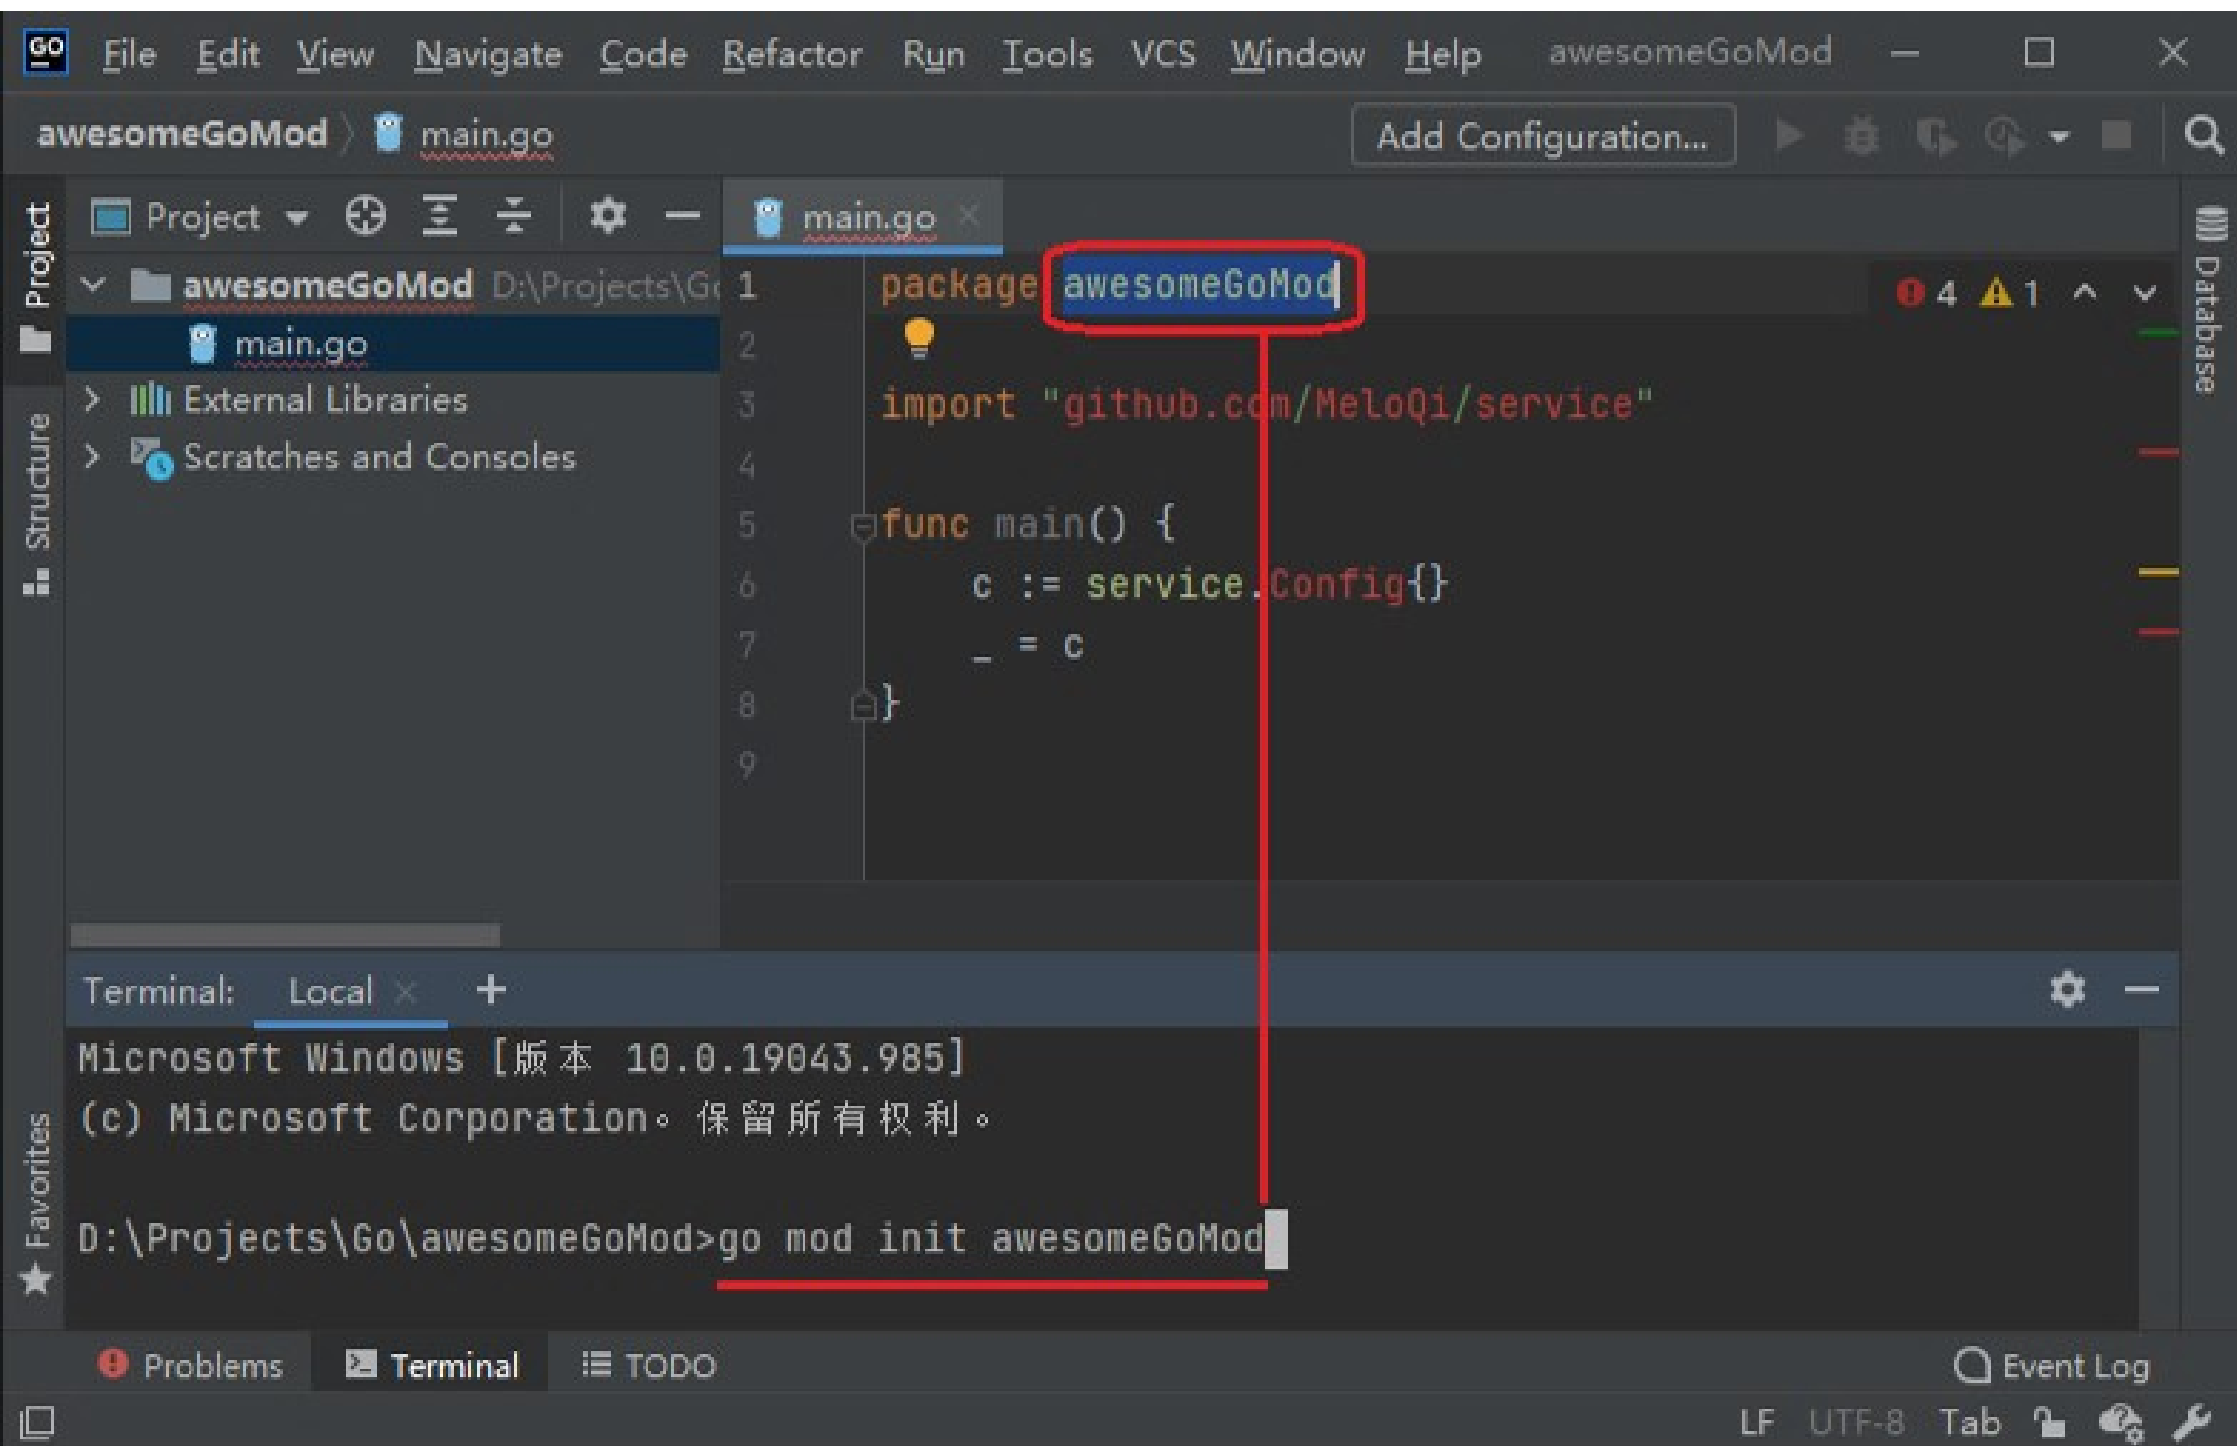 GO File Edit View Navigate Code Refactor Run Tools VCS Window Help awesomeGoMod
awesomeGoMod main.go Add Configuration...
Project
main.go
Project
awesomeGoMod D:\Projects\Go
main.go
External Libraries
Scratches and Consoles
Structure
1 package awesomeGoMod
4 1
2
3 import "github.com/MeloQi/service"
4
5 func main() {
6 c := service.Config{}
7 _ = c
8 }
9
Database
Terminal: Local +
Microsoft Windows [版本 10.0.19043.985]
(c) Microsoft Corporation。保留所有权利。
D:\Projects\Go\awesomeGoMod>go mod init awesomeGoMod
Favorites
Problems Terminal TODO Event Log
LF UTF-8 Tab